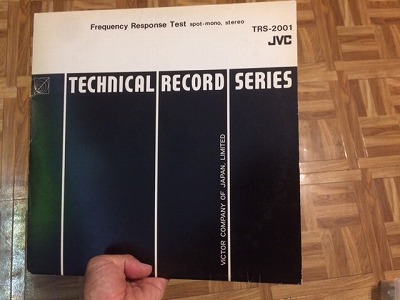 Frequency Response Test spot-mono, stereo
TRS-2001
JVC
TECHNICAL RECORD SERIES
VICTOR COMPANY OF JAPAN, LIMITED